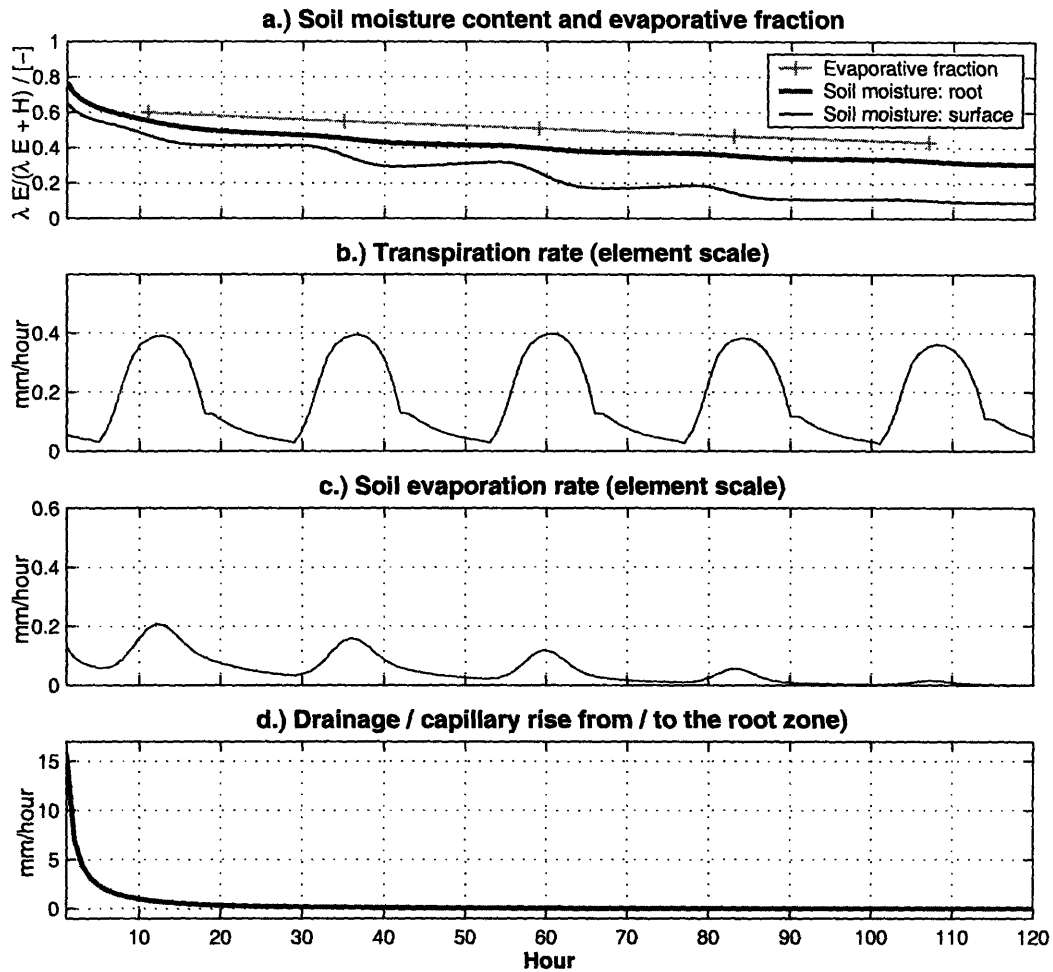 a.) Soil moisture content and evaporative fraction
λ E/(λ E + H) / [−]
1
0.8
0.6
0.4
0.2
0
Evaporative fraction
Soil moisture: root
Soil moisture: surface
b.) Transpiration rate (element scale)
mm/hour
0.4
0.2
0
c.) Soil evaporation rate (element scale)
mm/hour
0.6
0.4
0.2
0
d.) Drainage / capillary rise from / to the root zone)
mm/hour
15
10
5
0
10 20 30 40 50 60 70 80 90 100 110 120
Hour